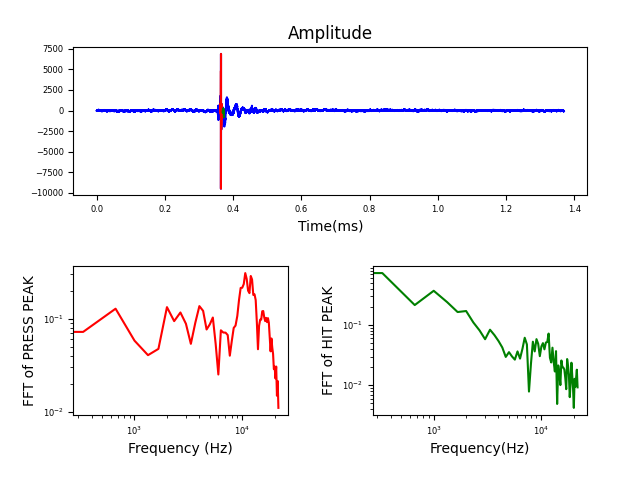 Amplitude
7500
5000
2500
0
−2500
−5000
−7500
−10000
0.0 0.2 0.4 0.6 0.8 1.0 1.2 1.4
Time(ms)
FFT of PRESS PEAK
10⁻¹
10⁻²
10³ 10⁴
Frequency (Hz)
FFT of HIT PEAK
10⁻¹
10⁻²
10³ 10⁴
Frequency(Hz)